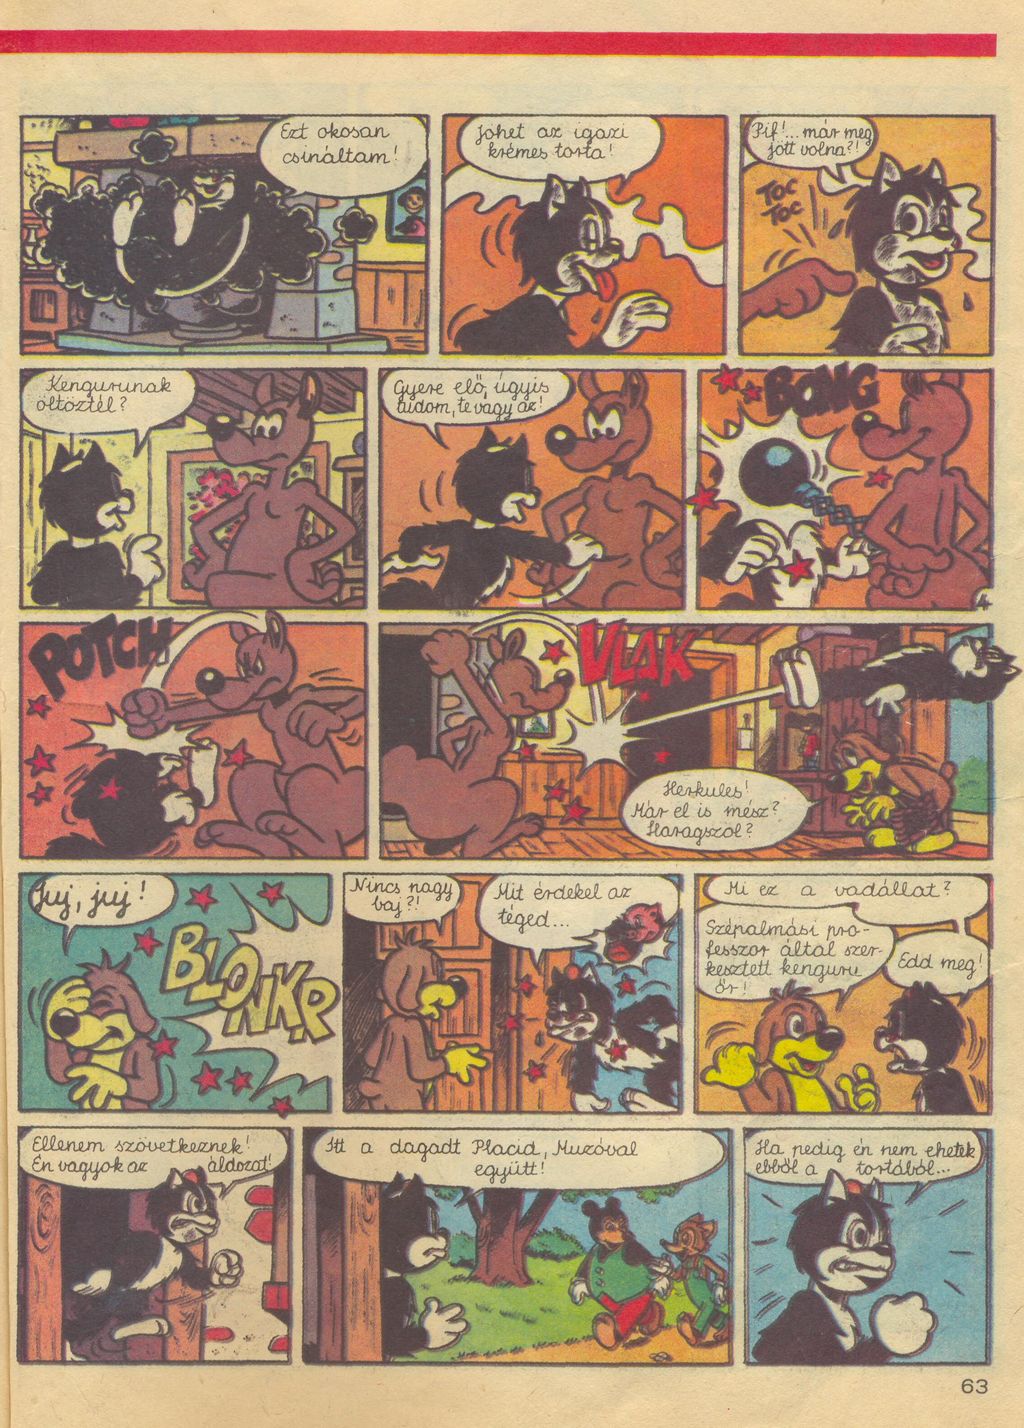 Ezt okosan
csináltam!
Jöhet az igazi
krémes torta!
Pif!... már meg
jött volna?!
TOC
TOC
Kengurunak
öltöztél?
Gyere elő, úgyis
tudom, te vagy az!
BONG
4
POTCH
VLAK
Herkules!
Már el is mész?
Haragszol?
Juj, juj!
BLONKR
Nincs nagy
baj?!
Mit érdekel az
téged...
Mi ez a vadállat?
Szépalmási pro-
fesszor által szer-
kesztett kenguru
őr!
Edd meg!
Ellenem szövetkeznek!
Én vagyok az áldozat!
Itt a dagadt Placid, Muzóval
együtt!
Ha pedig én nem ehetek
ebből a tortából...
63